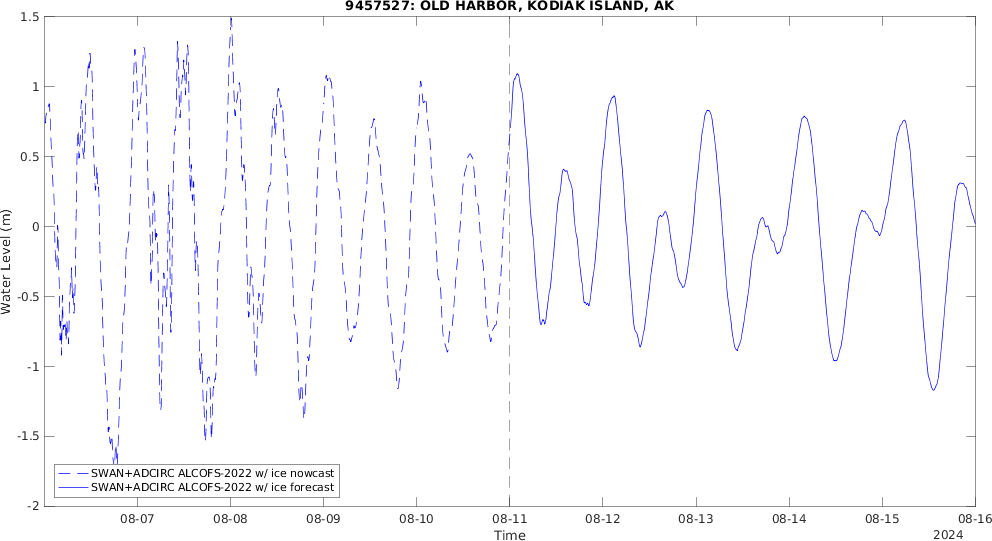 9457527: OLD HARBOR, KODIAK ISLAND, AK
Water Level (m)
1.5
1
0.5
0
-0.5
-1
-1.5
-2
SWAN+ADCIRC ALCOFS-2022 w/ ice nowcast
SWAN+ADCIRC ALCOFS-2022 w/ ice forecast
08-07 08-08 08-09 08-10 08-11 08-12 08-13 08-14 08-15 08-16
Time
2024